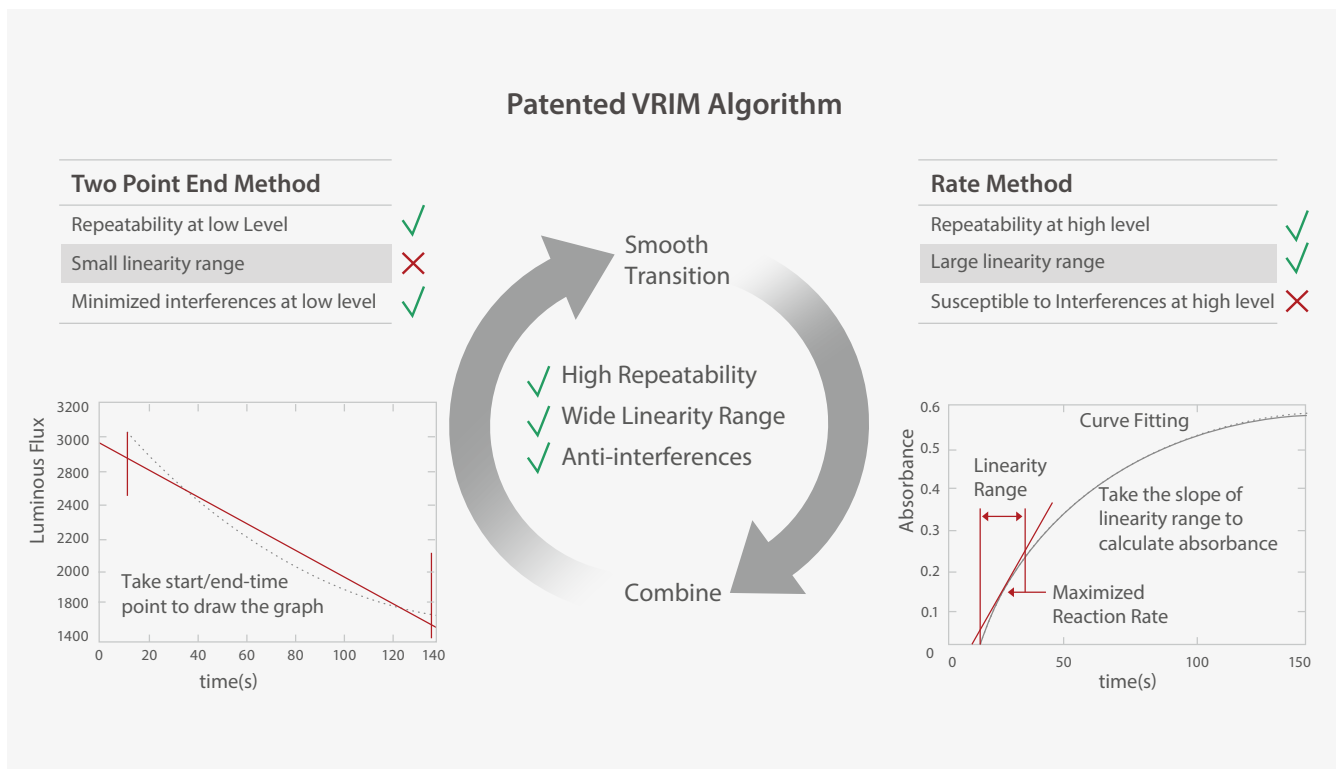 Patented VRIM Algorithm
Two Point End Method
Repeatability at low Level
Small linearity range
Minimized interferences at low level
Rate Method
Repeatability at high level
Large linearity range
Susceptible to Interferences at high level
Smooth
Transition
High Repeatability
Wide Linearity Range
Anti-interferences
Combine
Luminous Flux
3200
3000
2800
2400
2200
2000
1800
1400
Take start/end-time
point to draw the graph
0 20 40 60 80 100 120 140
time(s)
Absorbance
0.6
0.5
0.4
0.3
0.2
0.1
0
Curve Fitting
Linearity
Range
Take the slope of
linearity range to
calculate absorbance
Maximized
Reaction Rate
0 50 100 150
time(s)